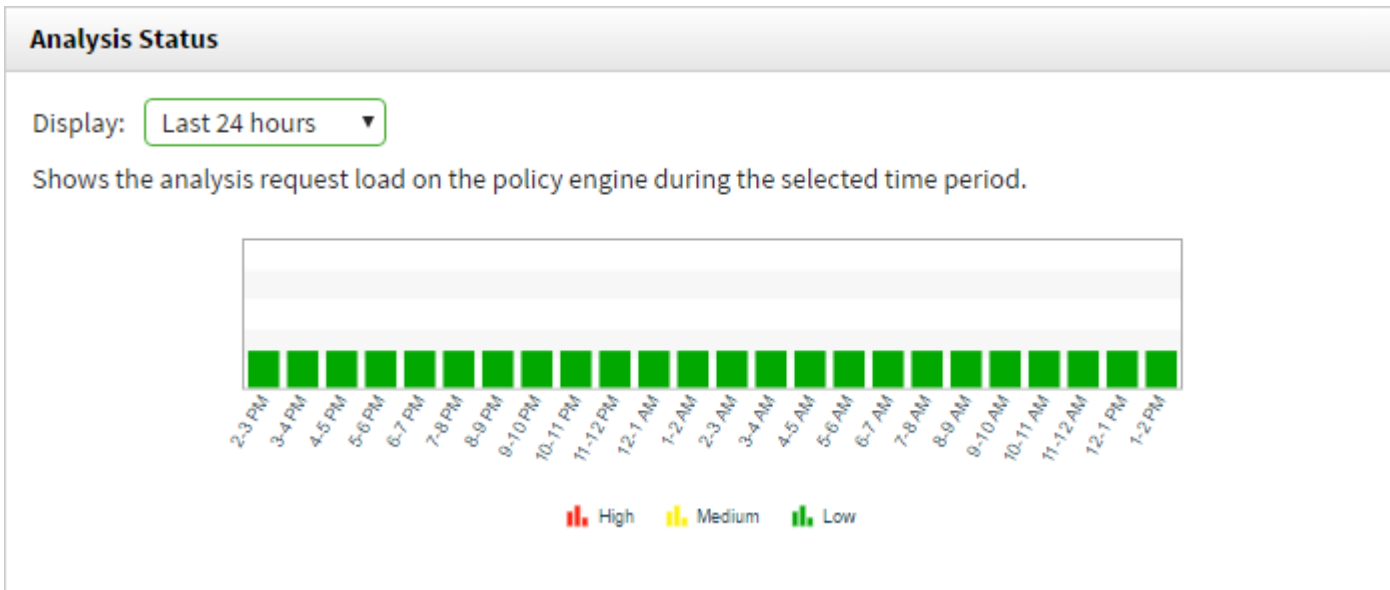 Analysis Status
Display: Last 24 hours
Shows the analysis request load on the policy engine during the selected time period.
2-3 PM
3-4 PM
4-5 PM
5-6 PM
6-7 PM
7-8 PM
8-9 PM
9-10 PM
10-11 PM
11-12 PM
12-1 AM
1-2 AM
2-3 AM
3-4 AM
4-5 AM
5-6 AM
6-7 AM
7-8 AM
8-9 AM
9-10 AM
10-11 AM
11-12 AM
12-1 PM
1-2 PM
High Medium Low